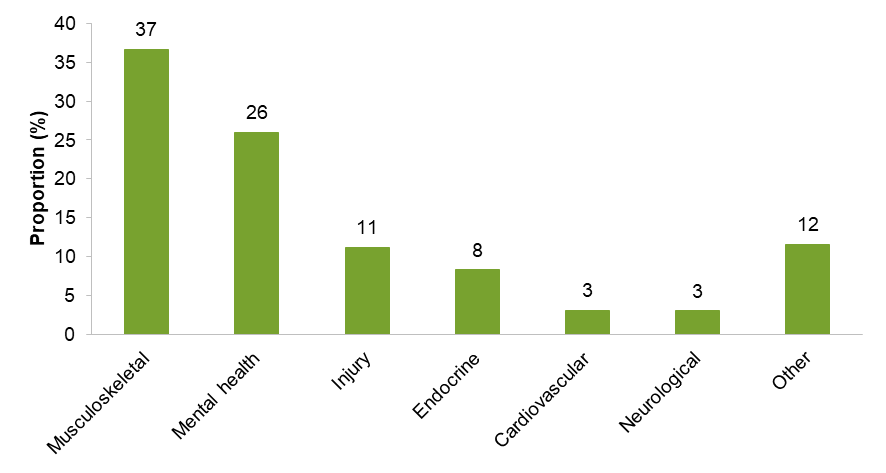 Proportion (%)
40
35
30
25
20
15
10
5
0
37
26
11
8
3
3
12
Musculoskeletal
Mental health
Injury
Endocrine
Cardiovascular
Neurological
Other